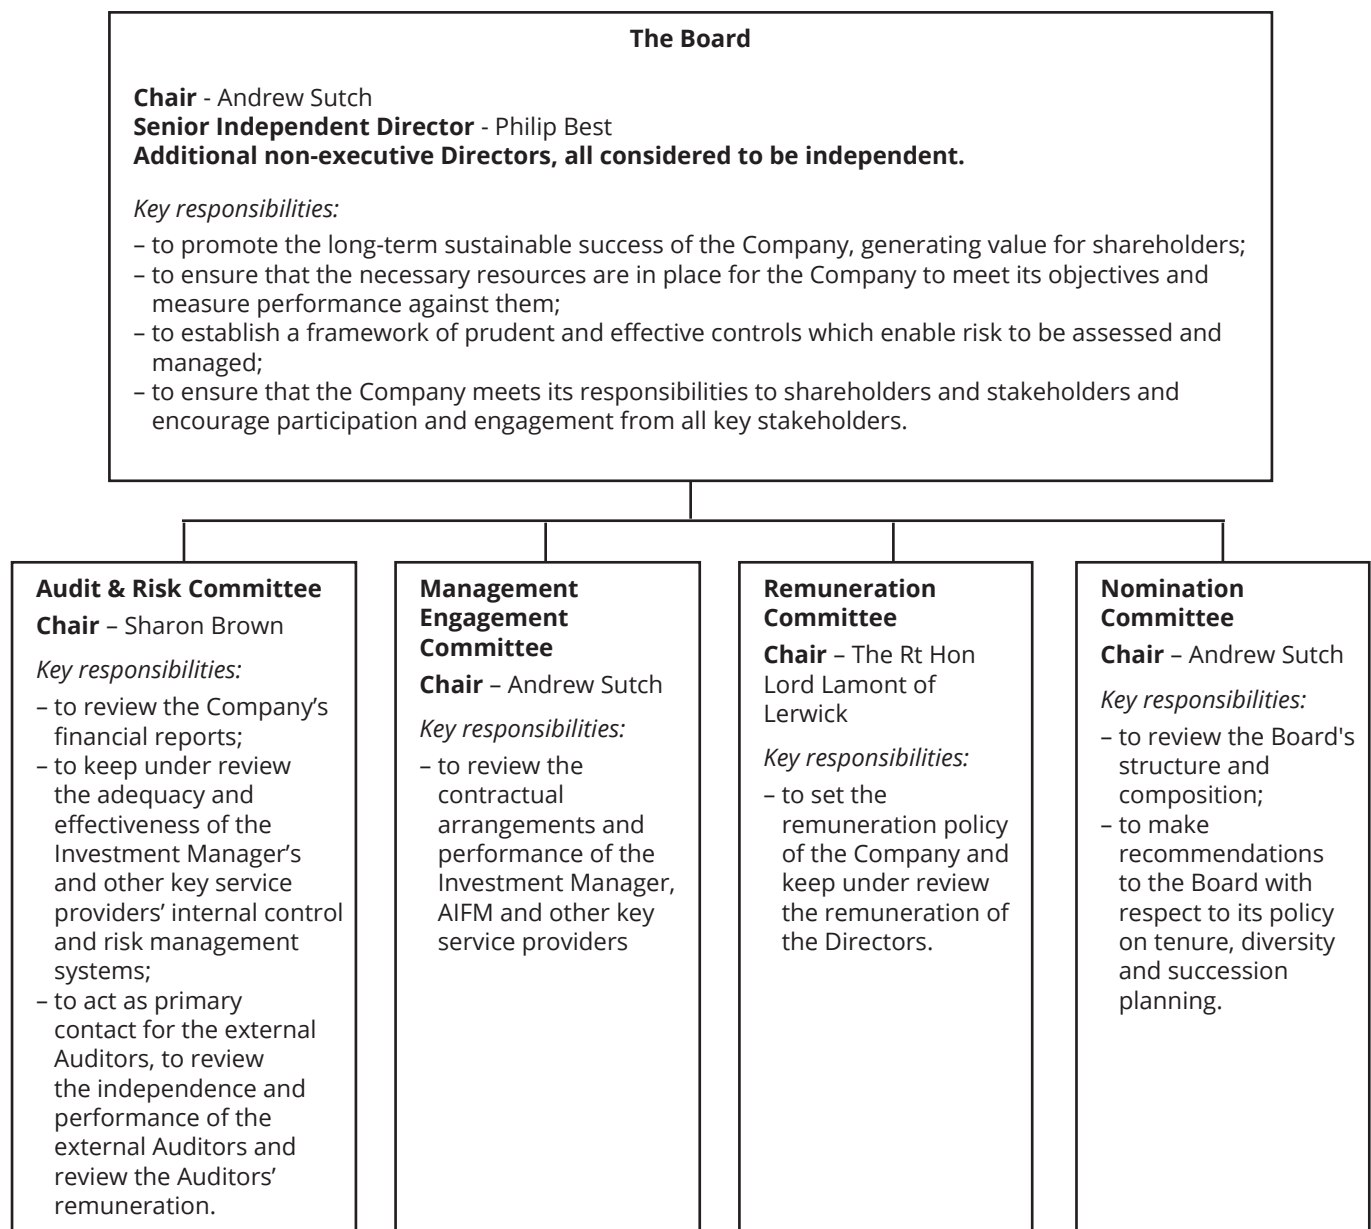 The Board
Chair - Andrew Sutch
Senior Independent Director - Philip Best
Additional non-executive Directors, all considered to be independent.
Key responsibilities:
– to promote the long-term sustainable success of the Company, generating value for shareholders;
– to ensure that the necessary resources are in place for the Company to meet its objectives and
measure performance against them;
– to establish a framework of prudent and effective controls which enable risk to be assessed and
managed;
– to ensure that the Company meets its responsibilities to shareholders and stakeholders and
encourage participation and engagement from all key stakeholders.
Audit & Risk Committee
Chair – Sharon Brown
Key responsibilities:
– to review the Company’s
financial reports;
– to keep under review
the adequacy and
effectiveness of the
Investment Manager’s
and other key service
providers’ internal control
and risk management
systems;
– to act as primary
contact for the external
Auditors, to review
the independence and
performance of the
external Auditors and
review the Auditors’
remuneration.
Management
Engagement
Committee
Chair – Andrew Sutch
Key responsibilities:
– to review the
contractual
arrangements and
performance of the
Investment Manager,
AIFM and other key
service providers
Remuneration
Committee
Chair – The Rt Hon
Lord Lamont of
Lerwick
Key responsibilities:
– to set the
remuneration policy
of the Company and
keep under review
the remuneration of
the Directors.
Nomination
Committee
Chair – Andrew Sutch
Key responsibilities:
– to review the Board's
structure and
composition;
– to make
recommendations
to the Board with
respect to its policy
on tenure, diversity
and succession
planning.